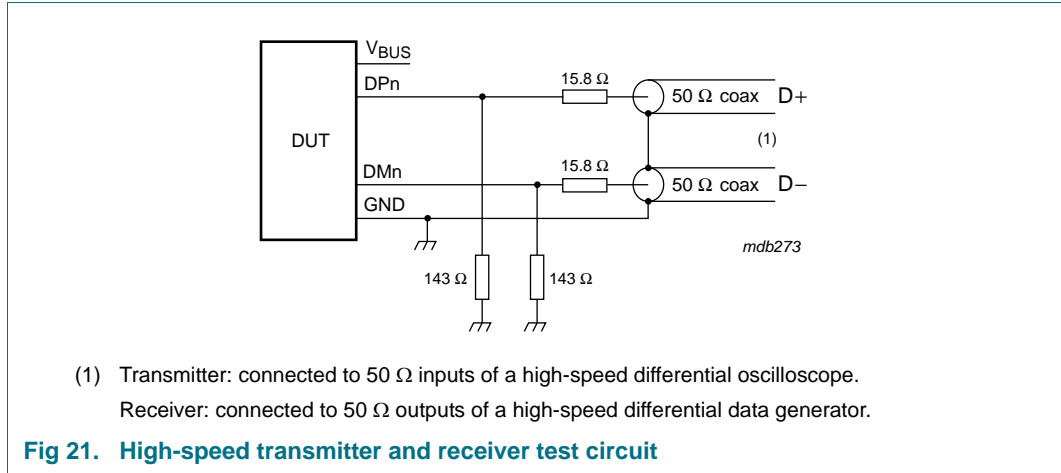 V_BUS
DPn
15.8 Ω
50 Ω coax D+
DUT
(1)
15.8 Ω
DMn
50 Ω coax D−
GND
mdb273
143 Ω
143 Ω
(1) Transmitter: connected to 50 Ω inputs of a high-speed differential oscilloscope.
Receiver: connected to 50 Ω outputs of a high-speed differential data generator.
Fig 21. High-speed transmitter and receiver test circuit